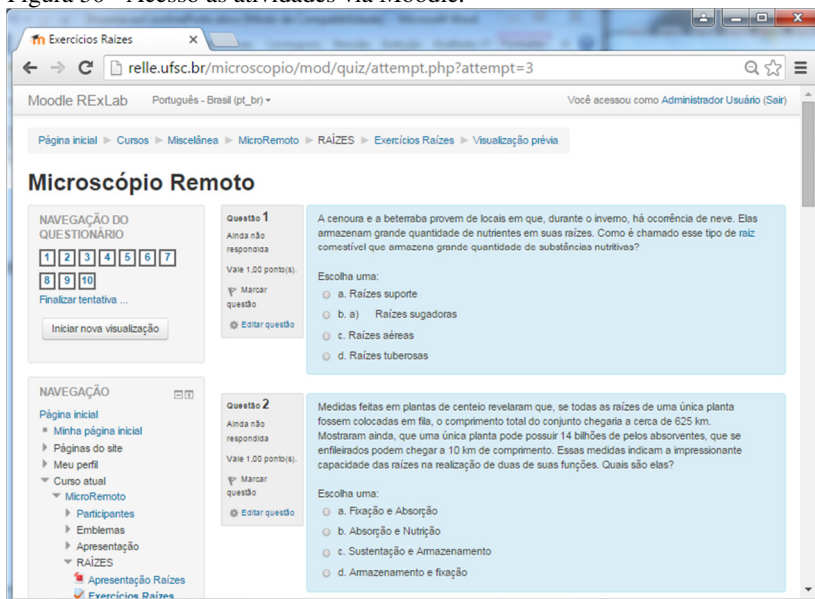 Figura 30 - Acesso as atividades via Moodle.
Exercicios Raízes
relle.ufsc.br/microscopio/mod/quiz/attempt.php?attempt=3
Moodle RExLab Português - Brasil (pt_br)
Você acessou como Administrador Usuário (Sair)
Página inicial Cursos Miscelânea MicroRemoto RAÍZES Exercícios Raízes Visualização prévia
Microscópio Remoto
NAVEGAÇÃO DO
QUESTIONÁRIO
1 2 3 4 5 6 7
8 9 10
Finalizar tentativa ...
Iniciar nova visualização
NAVEGAÇÃO
Página inicial
Minha página inicial
Páginas do site
Meu perfil
Curso atual
MicroRemoto
Participantes
Emblemas
Apresentação
RAÍZES
Apresentação Raízes
Exercícios Raízes
Questão 1
Ainda não
respondida
Vale 1,00 ponto(s).
Marcar
questão
Editar questão
A cenoura e a beterraba provem de locais em que, durante o inverno, há ocorrência de neve. Elas
armazenam grande quantidade de nutrientes em suas raízes. Como é chamado esse tipo de raiz
comestível que armazena grande quantidade de substâncias nutritivas?
Escolha uma:
a. Raízes suporte
b. a) Raízes sugadoras
c. Raízes aéreas
d. Raízes tuberosas
Questão 2
Ainda não
respondida
Vale 1,00 ponto(s).
Marcar
questão
Editar questão
Medidas feitas em plantas de centeio revelaram que, se todas as raízes de uma única planta
fossem colocadas em fila, o comprimento total do conjunto chegaria a cerca de 625 km.
Mostraram ainda, que uma única planta pode possuir 14 bilhões de pelos absorventes, que se
enfileirados podem chegar a 10 km de comprimento. Essas medidas indicam a impressionante
capacidade das raízes na realização de duas de suas funções. Quais são elas?
Escolha uma:
a. Fixação e Absorção
b. Absorção e Nutrição
c. Sustentação e Armazenamento
d. Armazenamento e fixação